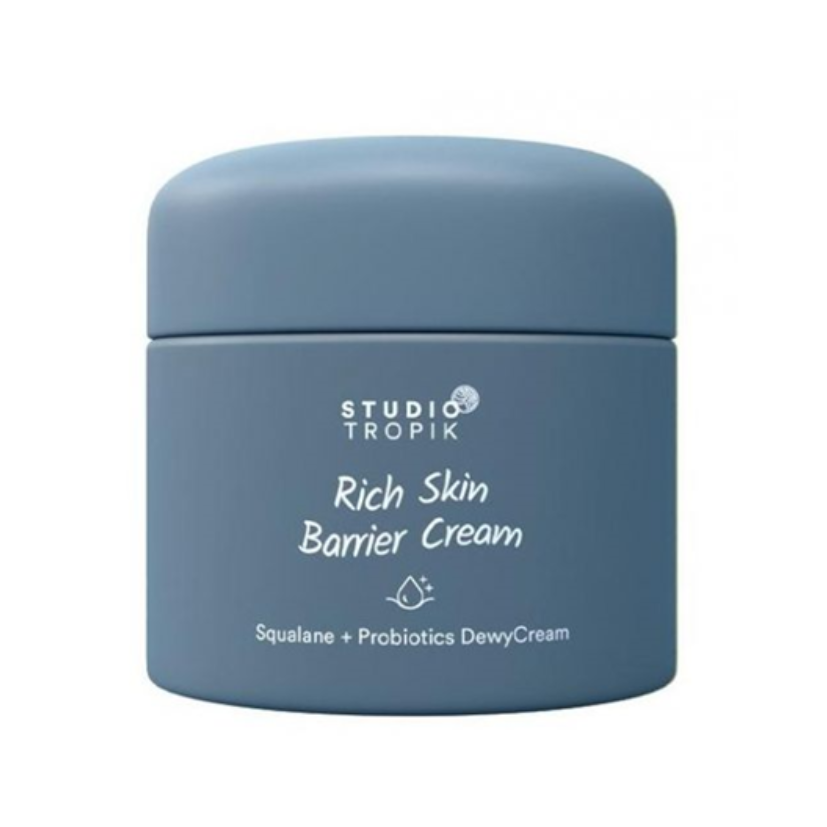 STUDIO
TROPIK
Rich Skin
Barrier Cream
Squalane + Probiotics DewyCream